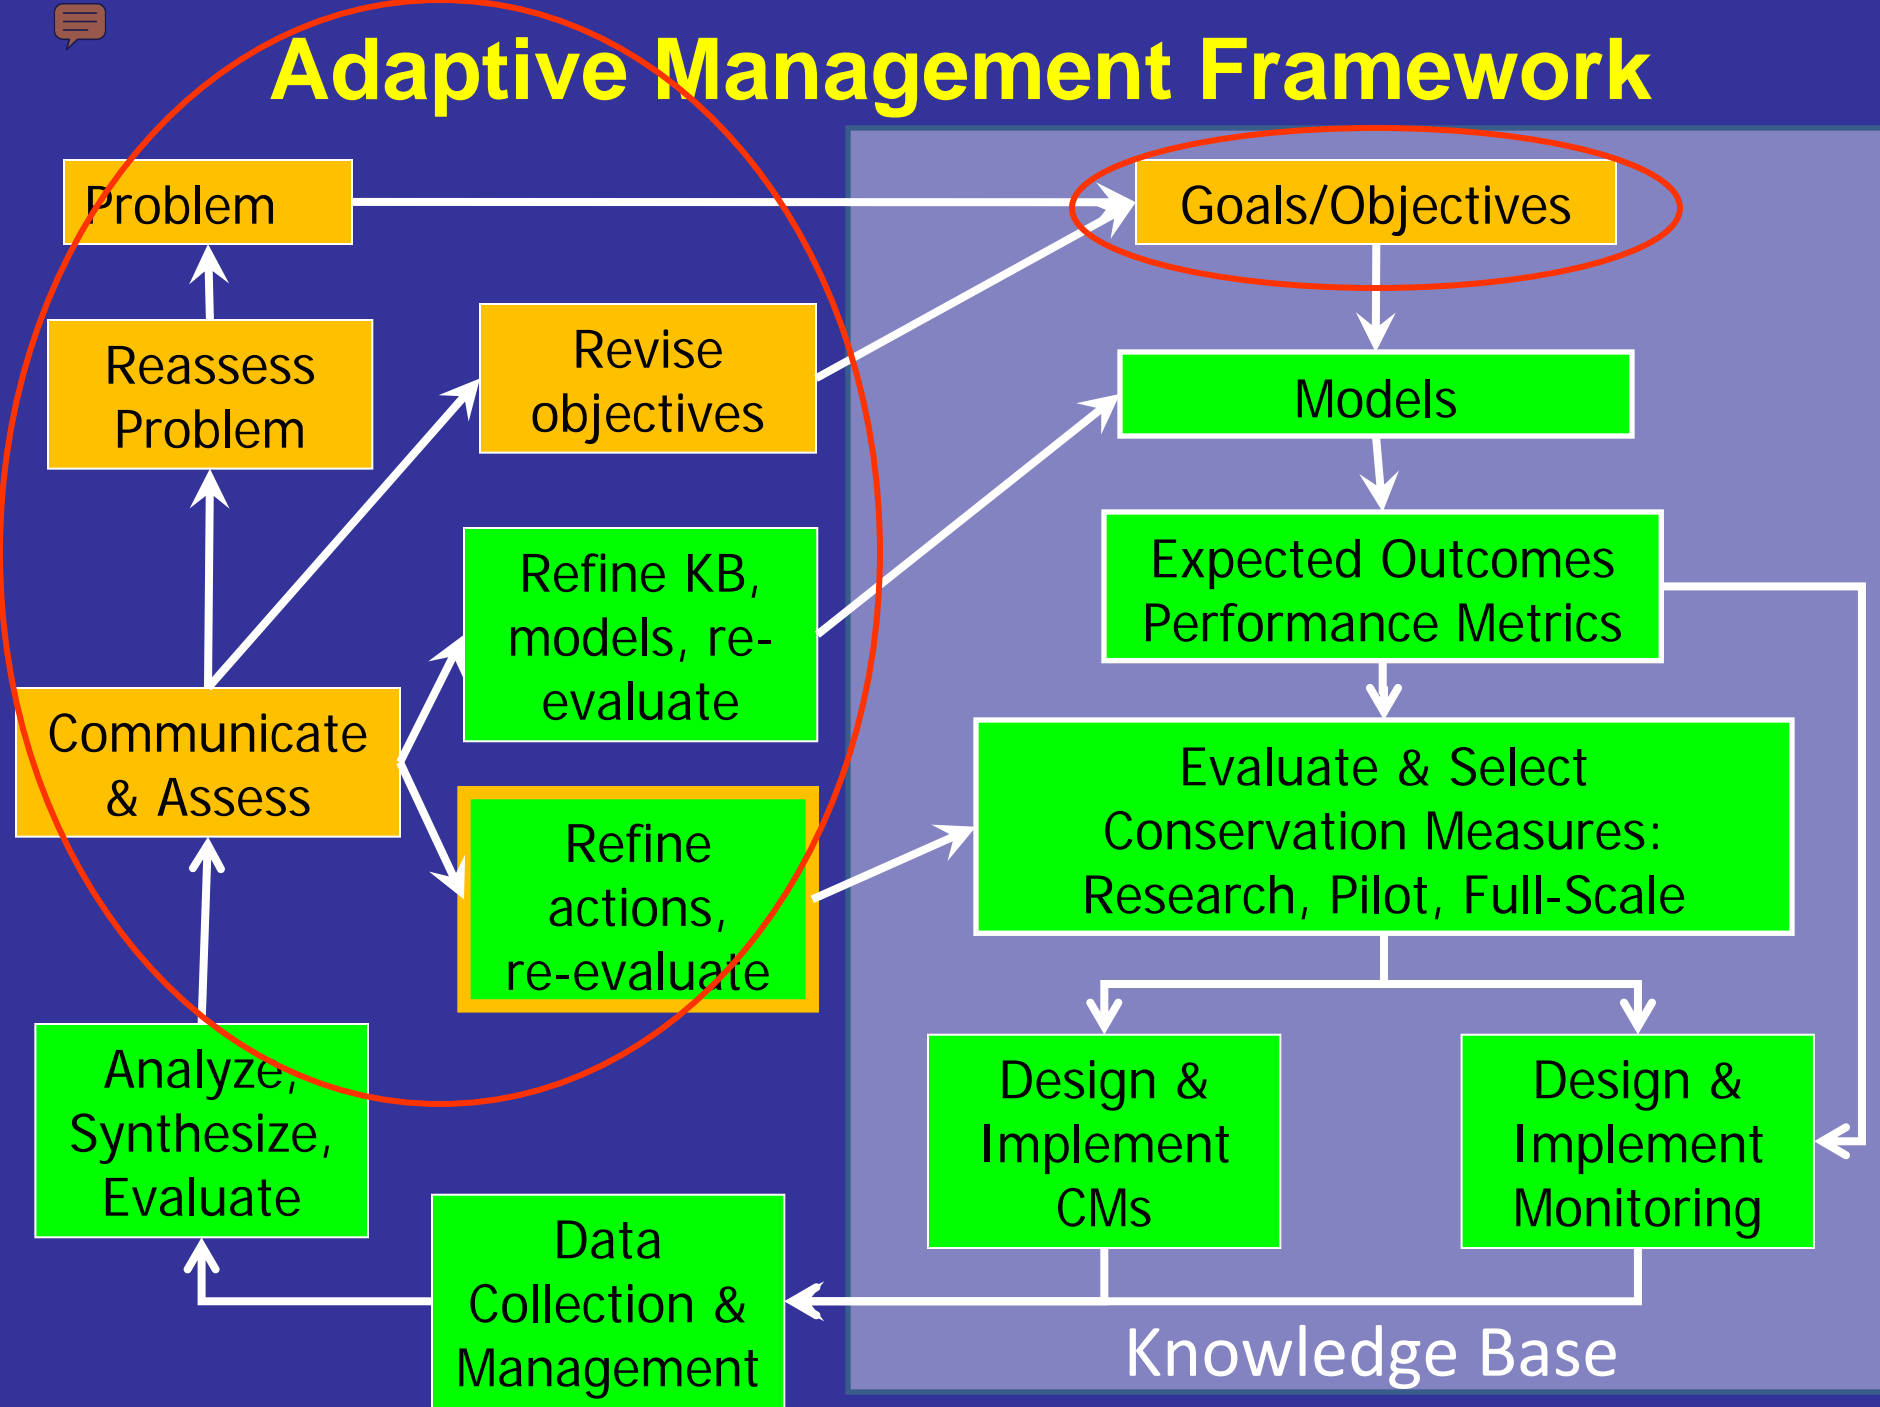 Adaptive Management Framework
Problem
Goals/Objectives
Reassess
Problem
Revise
objectives
Models
Refine KB,
models, re-
evaluate
Expected Outcomes
Performance Metrics
Communicate
& Assess
Evaluate & Select
Conservation Measures:
Research, Pilot, Full-Scale
Refine
actions,
re-evaluate
Analyze,
Synthesize,
Evaluate
Design &
Implement
CMs
Design &
Implement
Monitoring
Data
Collection &
Management
Knowledge Base